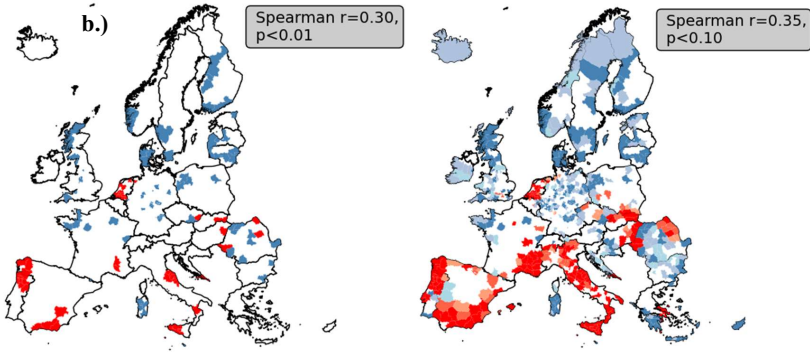 b.)
Spearman r=0.30,
p<0.01
Spearman r=0.35,
p<0.10